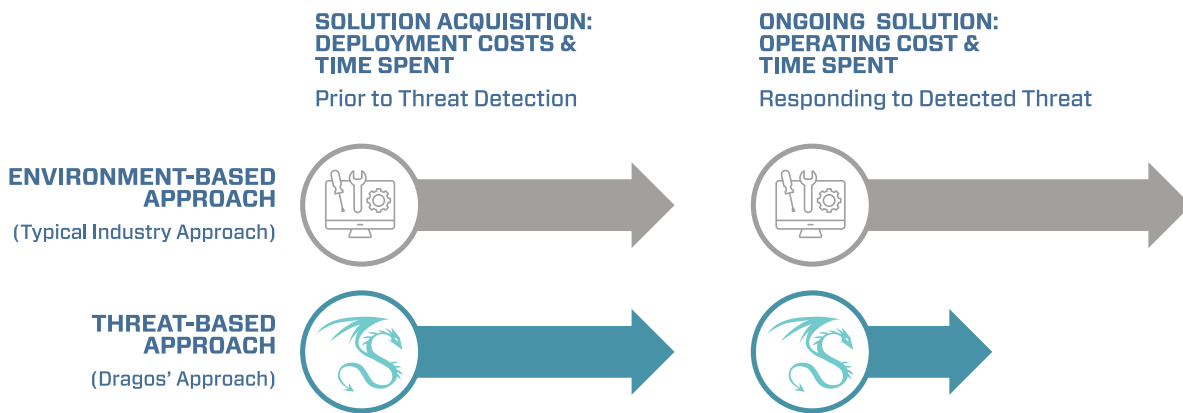 SOLUTION ACQUISITION:
DEPLOYMENT COSTS &
TIME SPENT
Prior to Threat Detection
ONGOING SOLUTION:
OPERATING COST &
TIME SPENT
Responding to Detected Threat
ENVIRONMENT-BASED
APPROACH
(Typical Industry Approach)
THREAT-BASED
APPROACH
(Dragos' Approach)